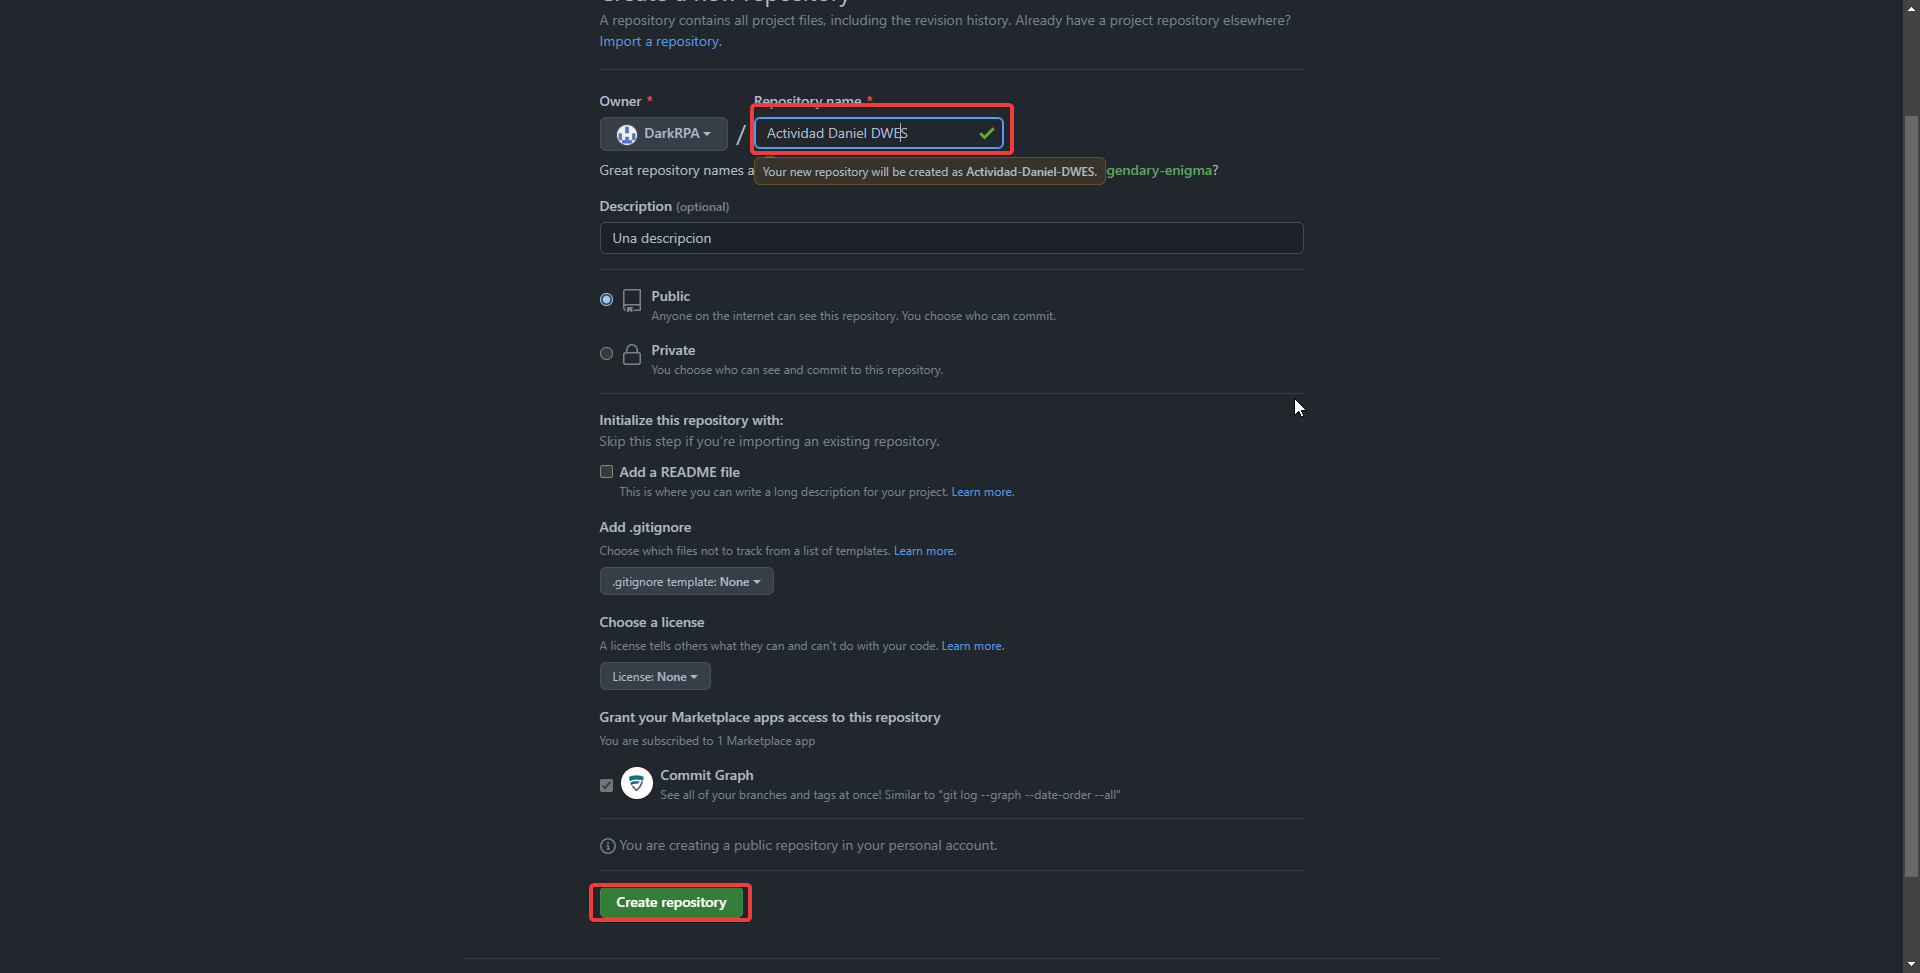 Create a new repository
A repository contains all project files, including the revision history. Already have a project repository elsewhere?
Import a repository.
Owner *
Repository name *
DarkRPA
/
Actividad Daniel DWES
Great repository names a
Your new repository will be created as Actividad-Daniel-DWES.
gendary-enigma?
Description (optional)
Una descripcion
Public
Anyone on the internet can see this repository. You choose who can commit.
Private
You choose who can see and commit to this repository.
Initialize this repository with:
Skip this step if you're importing an existing repository.
Add a README file
This is where you can write a long description for your project. Learn more.
Add .gitignore
Choose which files not to track from a list of templates. Learn more.
.gitignore template: None
Choose a license
A license tells others what they can and can't do with your code. Learn more.
License: None
Grant your Marketplace apps access to this repository
You are subscribed to 1 Marketplace app
Commit Graph
See all of your branches and tags at once! Similar to "git log --graph --date-order --all"
You are creating a public repository in your personal account.
Create repository